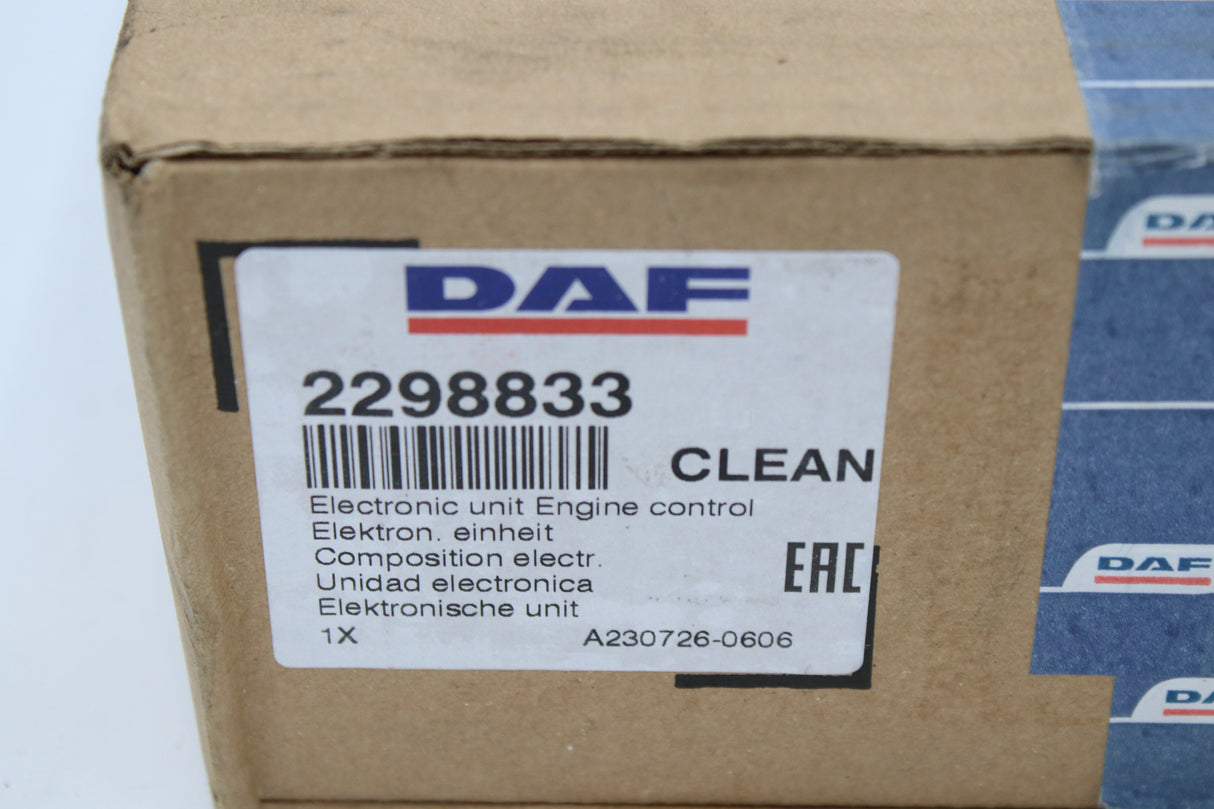 DAF
2298833
CLEAN
Electronic unit Engine control
Elektron. einheit
Composition electr.
Unidad electronica
Elektronische unit
EAC
1X A230726-0606
DAF